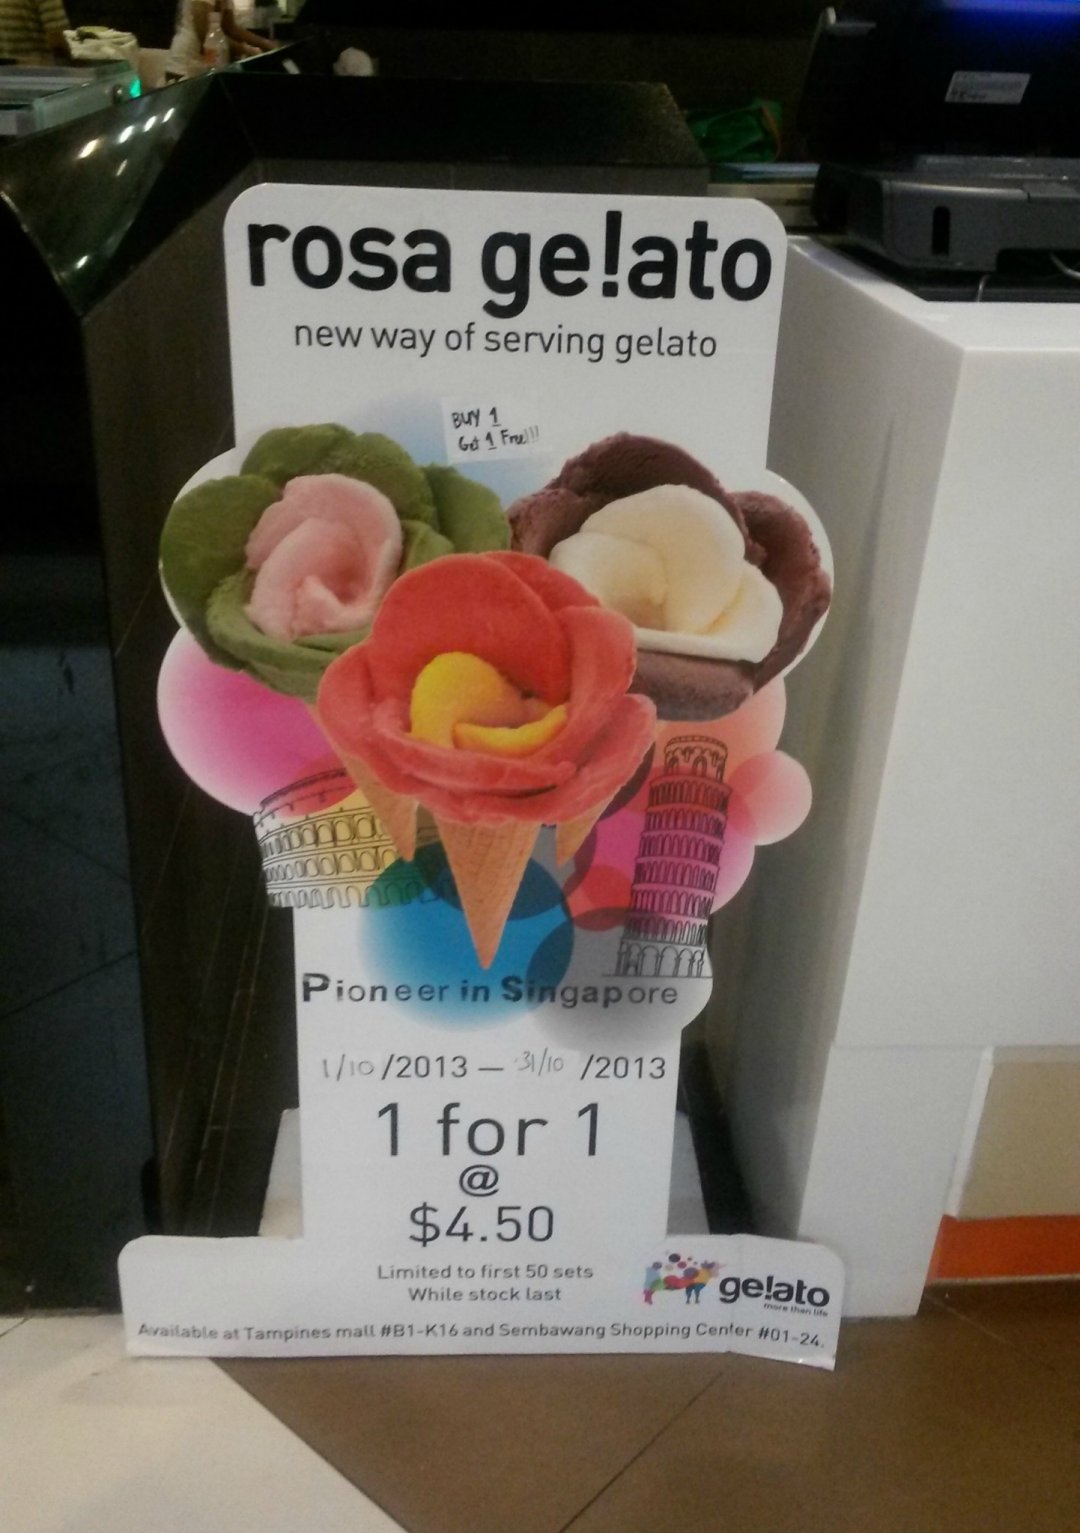 rosa ge!ato
new way of serving gelato
BUY 1
Get 1 Free!!!
Pioneer in Singapore
1/10/2013 — 31/10/2013
1 for 1
@
$4.50
Limited to first 50 sets
While stock last
ge!ato
more than life
Available at Tampines mall #B1-K16 and Sembawang Shopping Center #01-24.